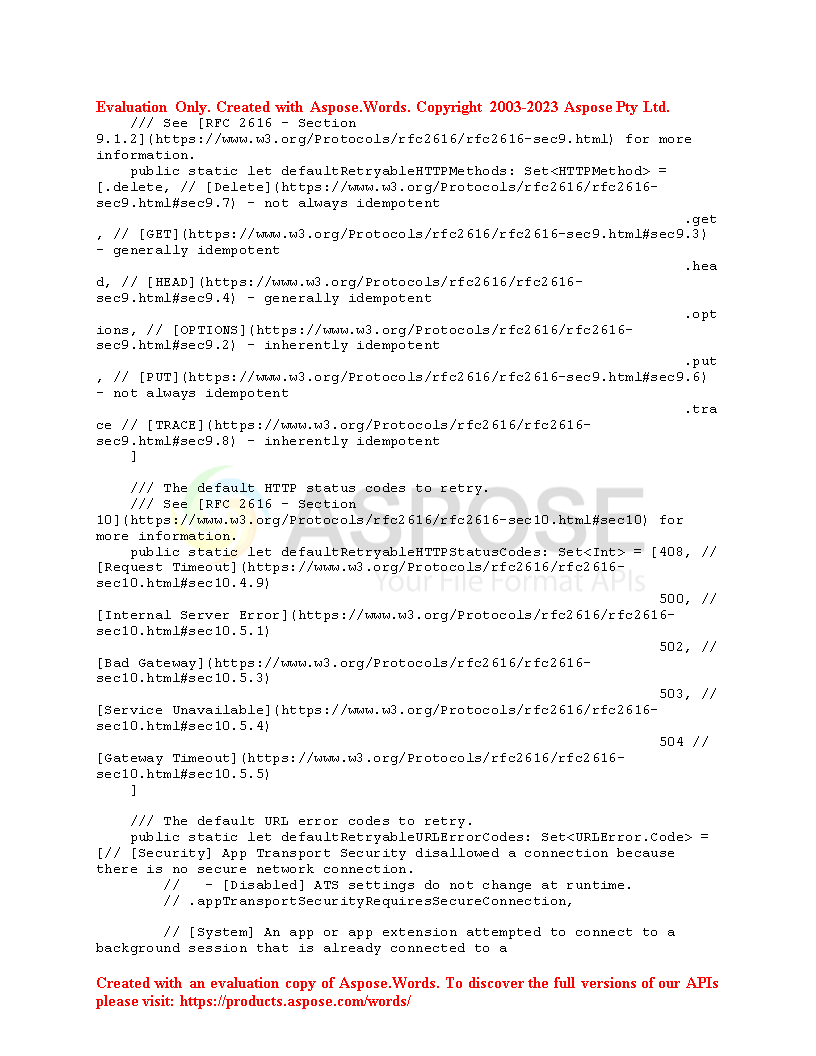 Evaluation Only. Created with Aspose.Words. Copyright 2003-2023 Aspose Pty Ltd.
/// See [RFC 2616 - Section
9.1.2](https://www.w3.org/Protocols/rfc2616/rfc2616-sec9.html) for more
information.
public static let defaultRetryableHTTPMethods: Set<HTTPMethod> =
[.delete, // [Delete](https://www.w3.org/Protocols/rfc2616/rfc2616-
sec9.html#sec9.7) - not always idempotent
.get
, // [GET](https://www.w3.org/Protocols/rfc2616/rfc2616-sec9.html#sec9.3)
- generally idempotent
.hea
d, // [HEAD](https://www.w3.org/Protocols/rfc2616/rfc2616-
sec9.html#sec9.4) - generally idempotent
.opt
ions, // [OPTIONS](https://www.w3.org/Protocols/rfc2616/rfc2616-
sec9.html#sec9.2) - inherently idempotent
.put
, // [PUT](https://www.w3.org/Protocols/rfc2616/rfc2616-sec9.html#sec9.6)
- not always idempotent
.tra
ce // [TRACE](https://www.w3.org/Protocols/rfc2616/rfc2616-
sec9.html#sec9.8) - inherently idempotent
]
/// The default HTTP status codes to retry.
/// See [RFC 2616 - Section
10](https://www.w3.org/Protocols/rfc2616/rfc2616-sec10.html#sec10) for
more information.
public static let defaultRetryableHTTPStatusCodes: Set<Int> = [408, //
[Request Timeout](https://www.w3.org/Protocols/rfc2616/rfc2616-
sec10.html#sec10.4.9)
500, //
[Internal Server Error](https://www.w3.org/Protocols/rfc2616/rfc2616-
sec10.html#sec10.5.1)
502, //
[Bad Gateway](https://www.w3.org/Protocols/rfc2616/rfc2616-
sec10.html#sec10.5.3)
503, //
[Service Unavailable](https://www.w3.org/Protocols/rfc2616/rfc2616-
sec10.html#sec10.5.4)
504 //
[Gateway Timeout](https://www.w3.org/Protocols/rfc2616/rfc2616-
sec10.html#sec10.5.5)
]
/// The default URL error codes to retry.
public static let defaultRetryableURLErrorCodes: Set<URLError.Code> =
[// [Security] App Transport Security disallowed a connection because
there is no secure network connection.
//   - [Disabled] ATS settings do not change at runtime.
// .appTransportSecurityRequiresSecureConnection,
// [System] An app or app extension attempted to connect to a
background session that is already connected to a
ASPOSE
Your File Format APIs
Created with an evaluation copy of Aspose.Words. To discover the full versions of our APIs
please visit: https://products.aspose.com/words/